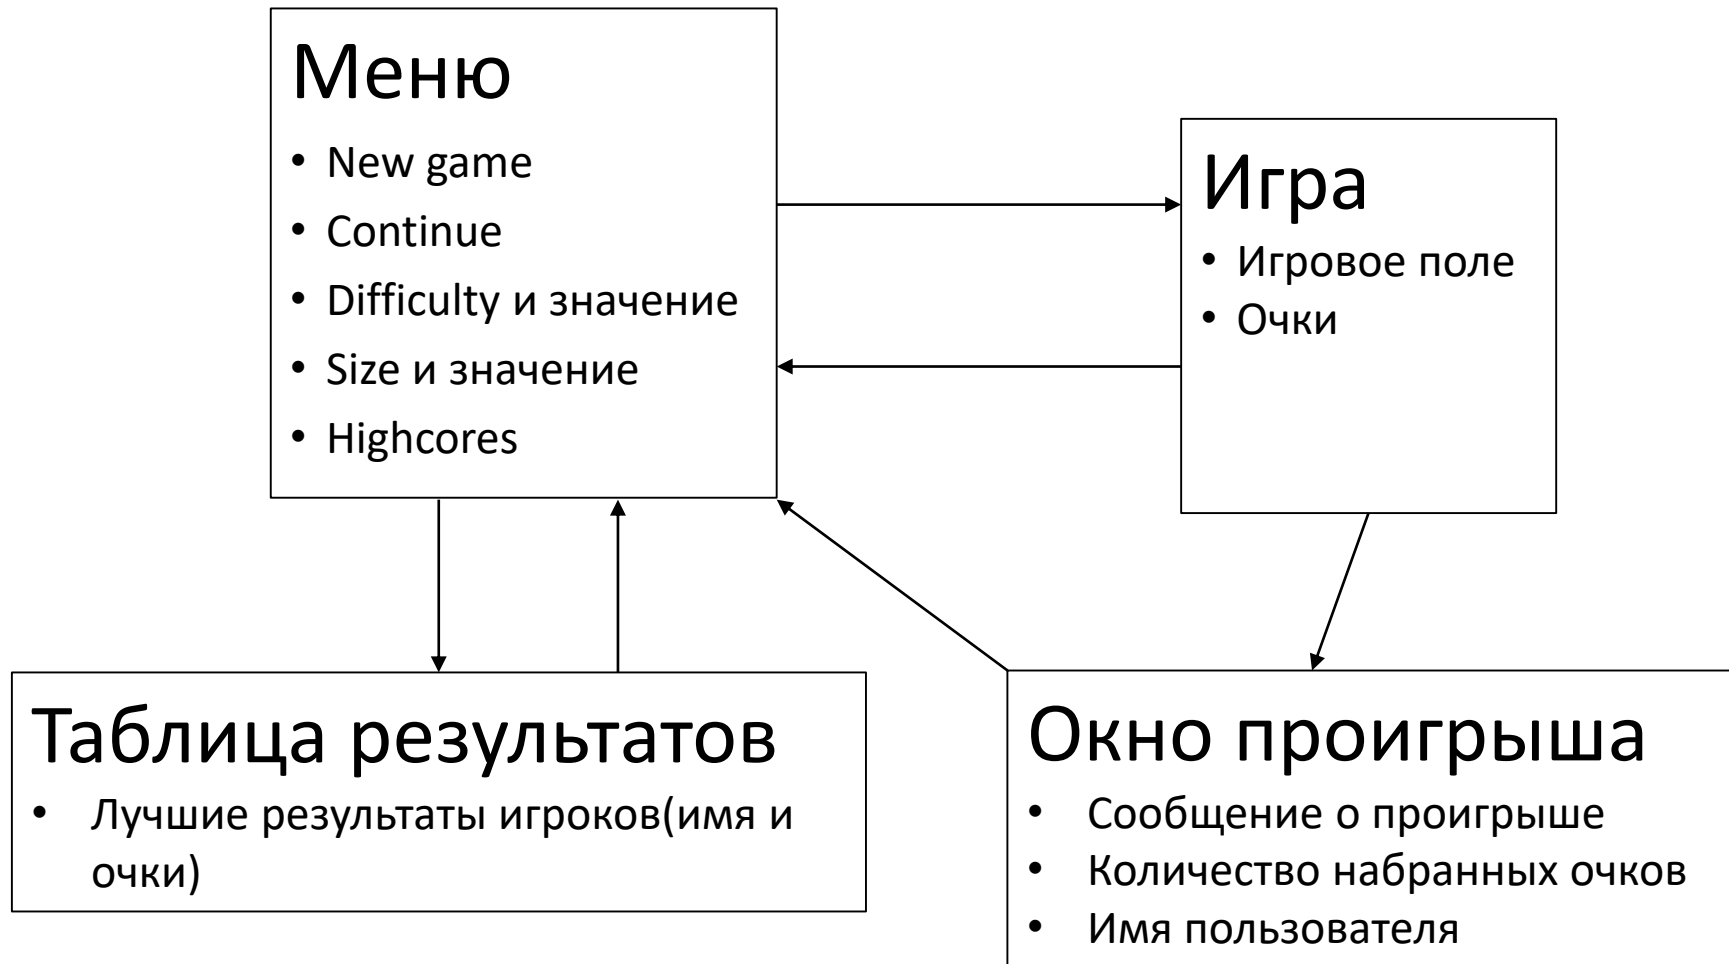 Меню
• New game
• Continue
• Difficulty и значение
• Size и значение
• Highcores
Игра
• Игровое поле
• Очки
Таблица результатов
• Лучшие результаты игроков(имя и
очки)
Окно проигрыша
• Сообщение о проигрыше
• Количество набранных очков
• Имя пользователя